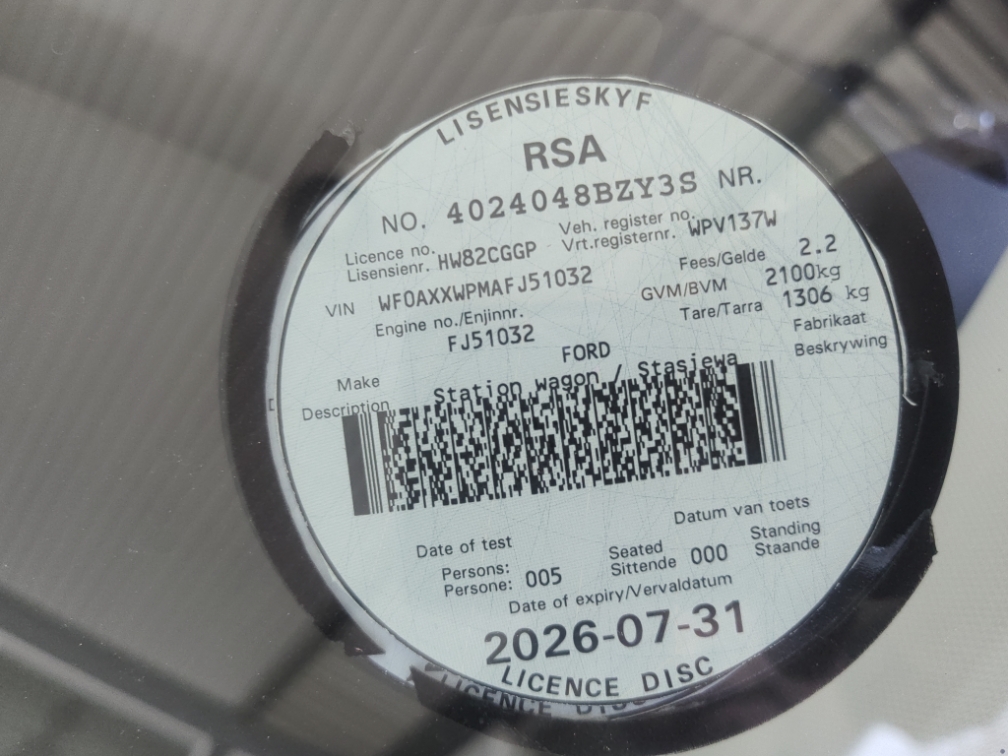 LISENSIESKYF
RSA
NO. 4024048BZY3S NR.
Licence no. Veh. register no.
Lisensienr. HW82CGGP Vrt.registernr. WPV137W
VIN WF0AXXWPMAFJ51032 Fees/Gelde 2.2
Engine no./Enjinnr. GVM/BVM 2100kg
FJ51032 Tare/Tarra 1306 kg
Make FORD Fabrikaat
Description Station wagon / Stasiewa Beskrywing
Date of test Datum van toets
Persons: Seated Standing
Persone: 005 Sittende 000 Staande
Date of expiry/Vervaldatum
2026-07-31
LICENCE DISC
LICENCE DISC